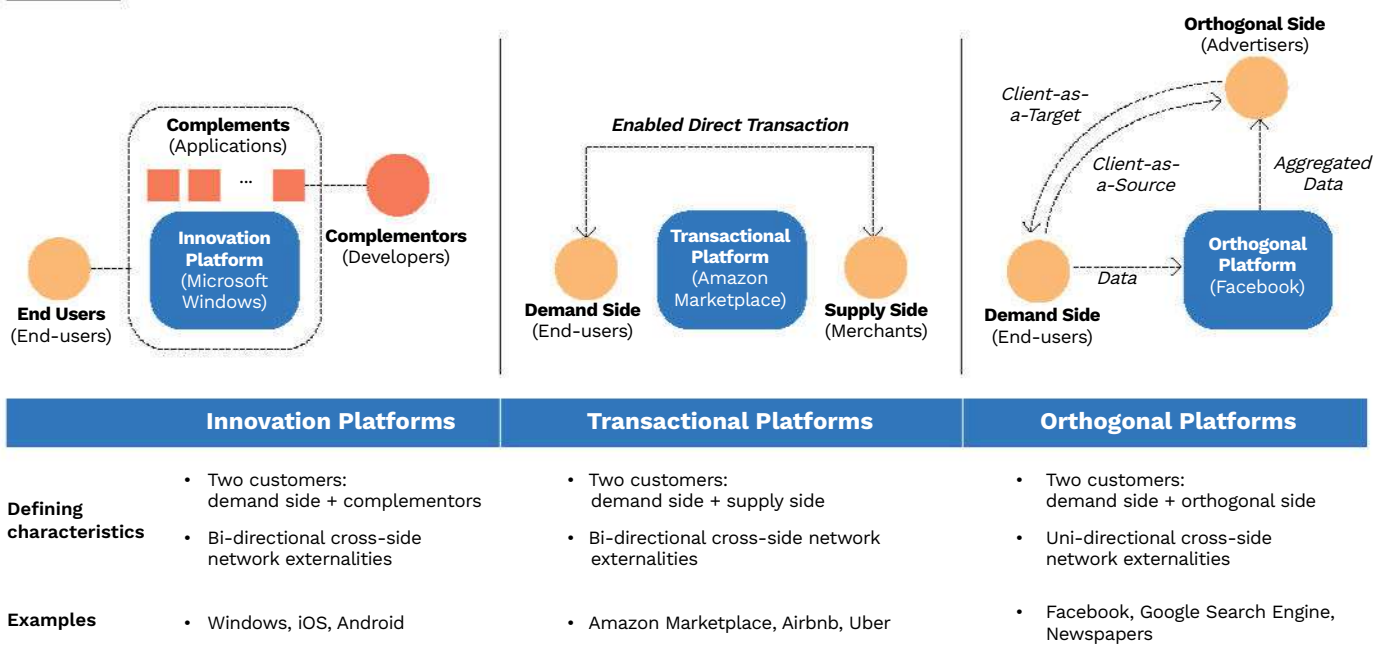 Complements
(Applications)
...
Innovation
Platform
(Microsoft
Windows)
Complementors
(Developers)
End Users
(End-users)
Enabled Direct Transaction
Transactional
Platform
(Amazon
Marketplace)
Demand Side
(End-users)
Supply Side
(Merchants)
Orthogonal Side
(Advertisers)
Client-as-
a-Target
Client-as-
a-Source
Aggregated
Data
Orthogonal
Platform
(Facebook)
Data
Demand Side
(End-users)
Innovation Platforms
Transactional Platforms
Orthogonal Platforms
Defining
characteristics
• Two customers:
demand side + complementors
• Bi-directional cross-side
network externalities
• Two customers:
demand side + supply side
• Bi-directional cross-side network
externalities
• Two customers:
demand side + orthogonal side
• Uni-directional cross-side
network externalities
Examples
• Windows, iOS, Android
• Amazon Marketplace, Airbnb, Uber
• Facebook, Google Search Engine,
Newspapers